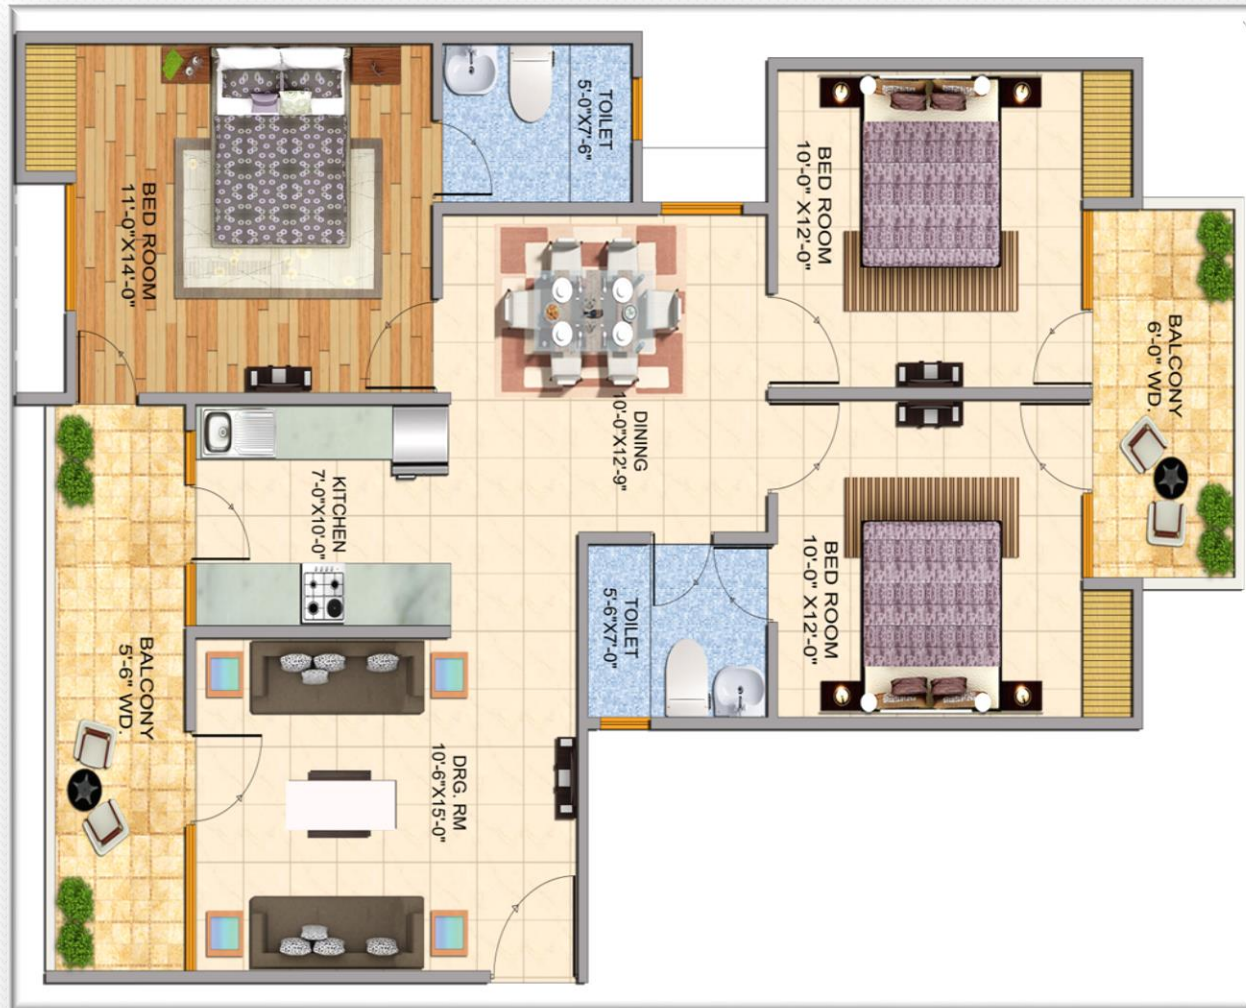 TOILET
5'-0"X7'-6"
BED ROOM
11'-0"X14'-0"
BED ROOM
10'-0" X12'-0"
BALCONY
6'-0" WD.
DINING
10'-0"X12'-9"
KITCHEN
7'-0"X10'-0"
TOILET
5'-6"X7'-0"
BED ROOM
10'-0" X12'-0"
BALCONY
5'-6" WD.
DRG. RM
10'-6"X15'-0"